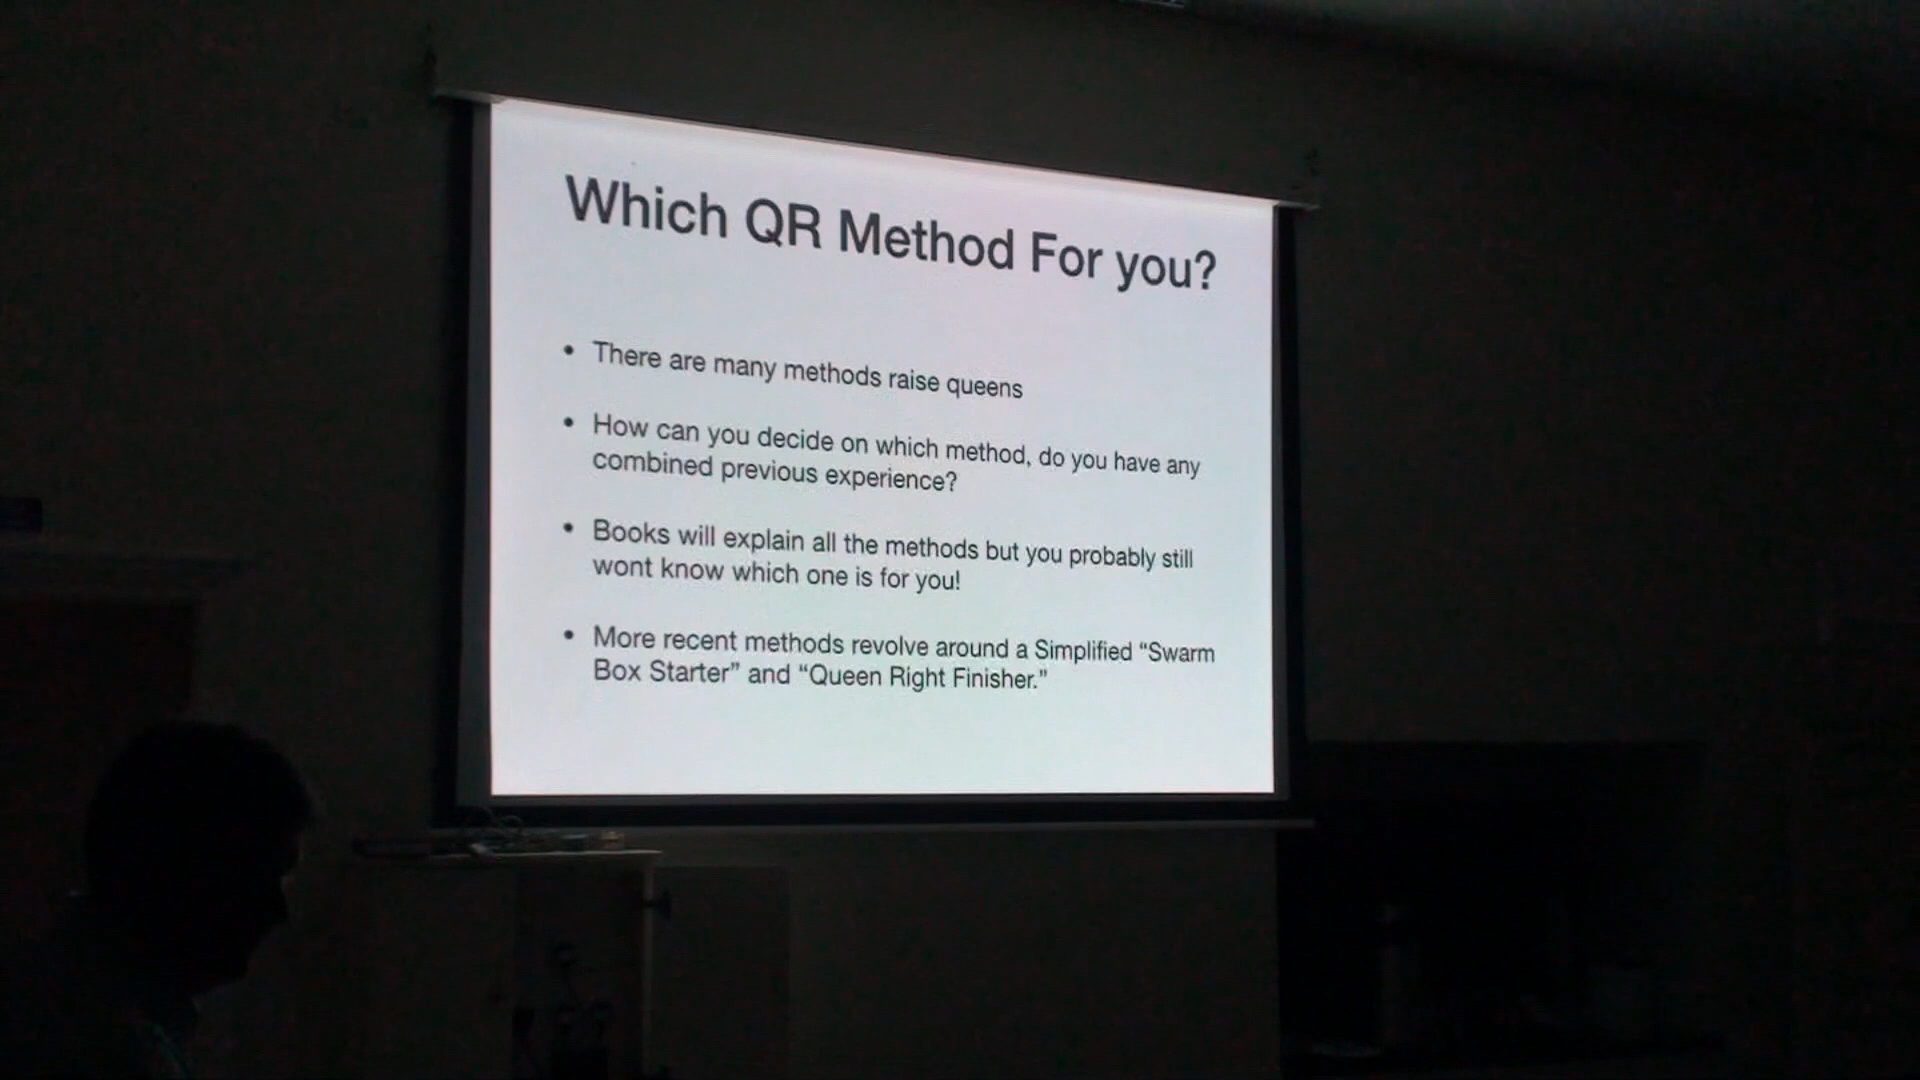 Which QR Method For you?
• There are many methods raise queens
• How can you decide on which method, do you have any
combined previous experience?
• Books will explain all the methods but you probably still
wont know which one is for you!
• More recent methods revolve around a Simplified “Swarm
Box Starter” and “Queen Right Finisher.”